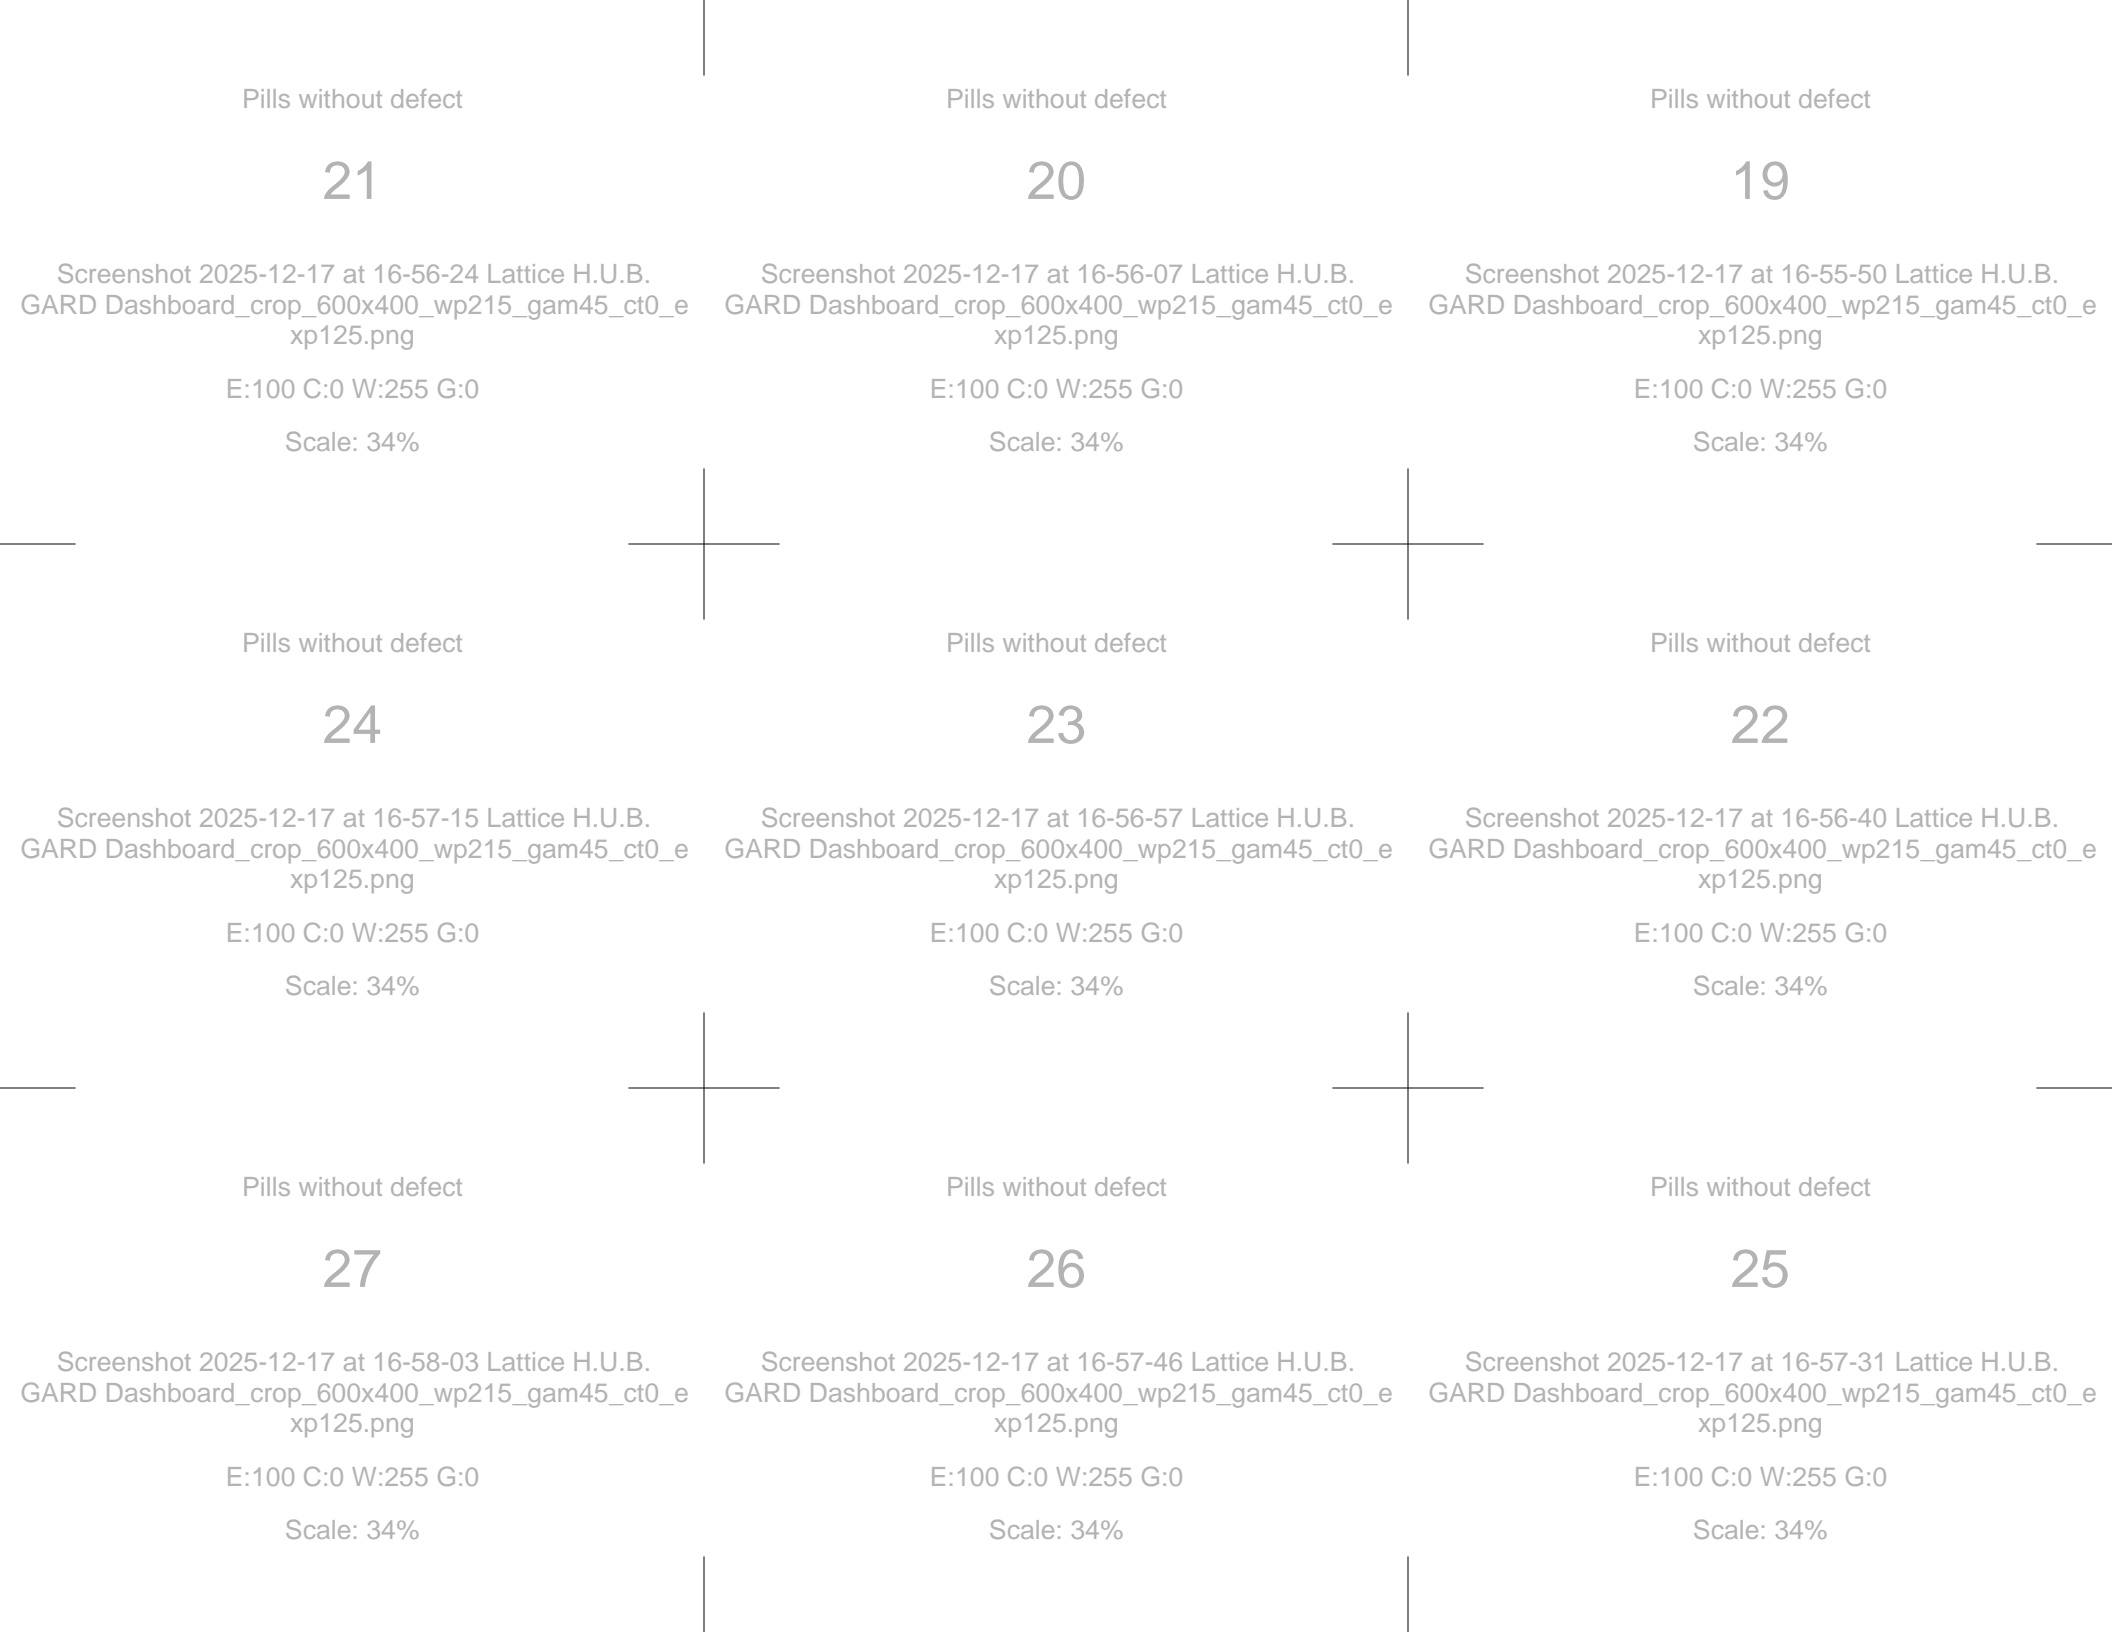 Pills without defect
21
Screenshot 2025-12-17 at 16-56-24 Lattice H.U.B.
GARD Dashboard_crop_600x400_wp215_gam45_ct0_e
xp125.png
E:100 C:0 W:255 G:0
Scale: 34%
Pills without defect
20
Screenshot 2025-12-17 at 16-56-07 Lattice H.U.B.
GARD Dashboard_crop_600x400_wp215_gam45_ct0_e
xp125.png
E:100 C:0 W:255 G:0
Scale: 34%
Pills without defect
19
Screenshot 2025-12-17 at 16-55-50 Lattice H.U.B.
GARD Dashboard_crop_600x400_wp215_gam45_ct0_e
xp125.png
E:100 C:0 W:255 G:0
Scale: 34%
Pills without defect
24
Screenshot 2025-12-17 at 16-57-15 Lattice H.U.B.
GARD Dashboard_crop_600x400_wp215_gam45_ct0_e
xp125.png
E:100 C:0 W:255 G:0
Scale: 34%
Pills without defect
23
Screenshot 2025-12-17 at 16-56-57 Lattice H.U.B.
GARD Dashboard_crop_600x400_wp215_gam45_ct0_e
xp125.png
E:100 C:0 W:255 G:0
Scale: 34%
Pills without defect
22
Screenshot 2025-12-17 at 16-56-40 Lattice H.U.B.
GARD Dashboard_crop_600x400_wp215_gam45_ct0_e
xp125.png
E:100 C:0 W:255 G:0
Scale: 34%
Pills without defect
27
Screenshot 2025-12-17 at 16-58-03 Lattice H.U.B.
GARD Dashboard_crop_600x400_wp215_gam45_ct0_e
xp125.png
E:100 C:0 W:255 G:0
Scale: 34%
Pills without defect
26
Screenshot 2025-12-17 at 16-57-46 Lattice H.U.B.
GARD Dashboard_crop_600x400_wp215_gam45_ct0_e
xp125.png
E:100 C:0 W:255 G:0
Scale: 34%
Pills without defect
25
Screenshot 2025-12-17 at 16-57-31 Lattice H.U.B.
GARD Dashboard_crop_600x400_wp215_gam45_ct0_e
xp125.png
E:100 C:0 W:255 G:0
Scale: 34%